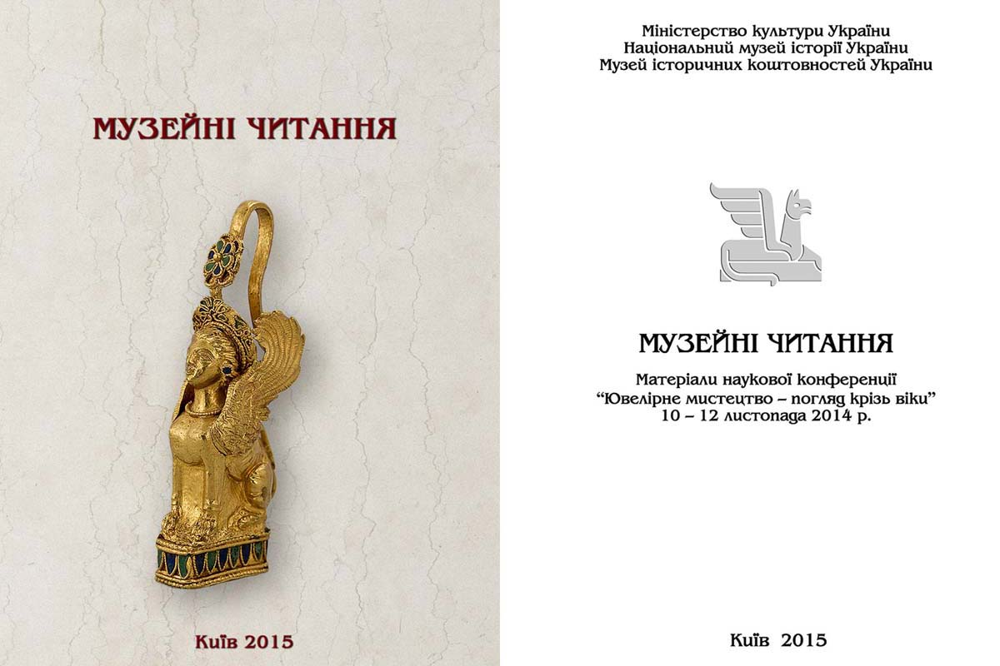 МУЗЕЙНІ ЧИТАННЯ
Київ 2015
Міністерство культури України
Національний музей історії України
Музей історичних коштовностей України
МУЗЕЙНІ ЧИТАННЯ
Матеріали наукової конференції
“Ювелірне мистецтво – погляд крізь віки”
10 – 12 листопада 2014 р.
Київ 2015